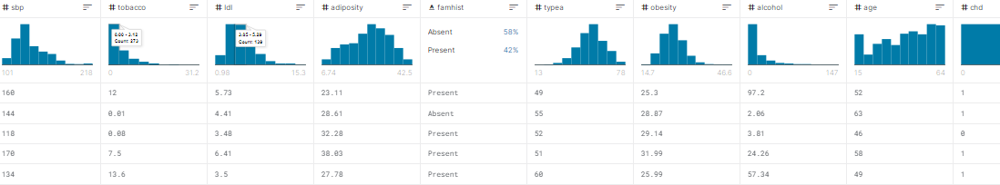 sbp tobacco ldl adiposity famhist typea obesity alcohol age chd
0.00 - 3.12
Count: 273
3.85 - 5.28
Count: 139
Absent 58%
Present 42%
101 218 0 31.2 0.98 15.3 6.74 42.5 13 78 14.7 46.6 0 147 15 64 0
160 12 5.73 23.11 Present 49 25.3 97.2 52 1
144 0.01 4.41 28.61 Absent 55 28.87 2.06 63 1
118 0.08 3.48 32.28 Present 52 29.14 3.81 46 0
170 7.5 6.41 38.03 Present 51 31.99 24.26 58 1
134 13.6 3.5 27.78 Present 60 25.99 57.34 49 1